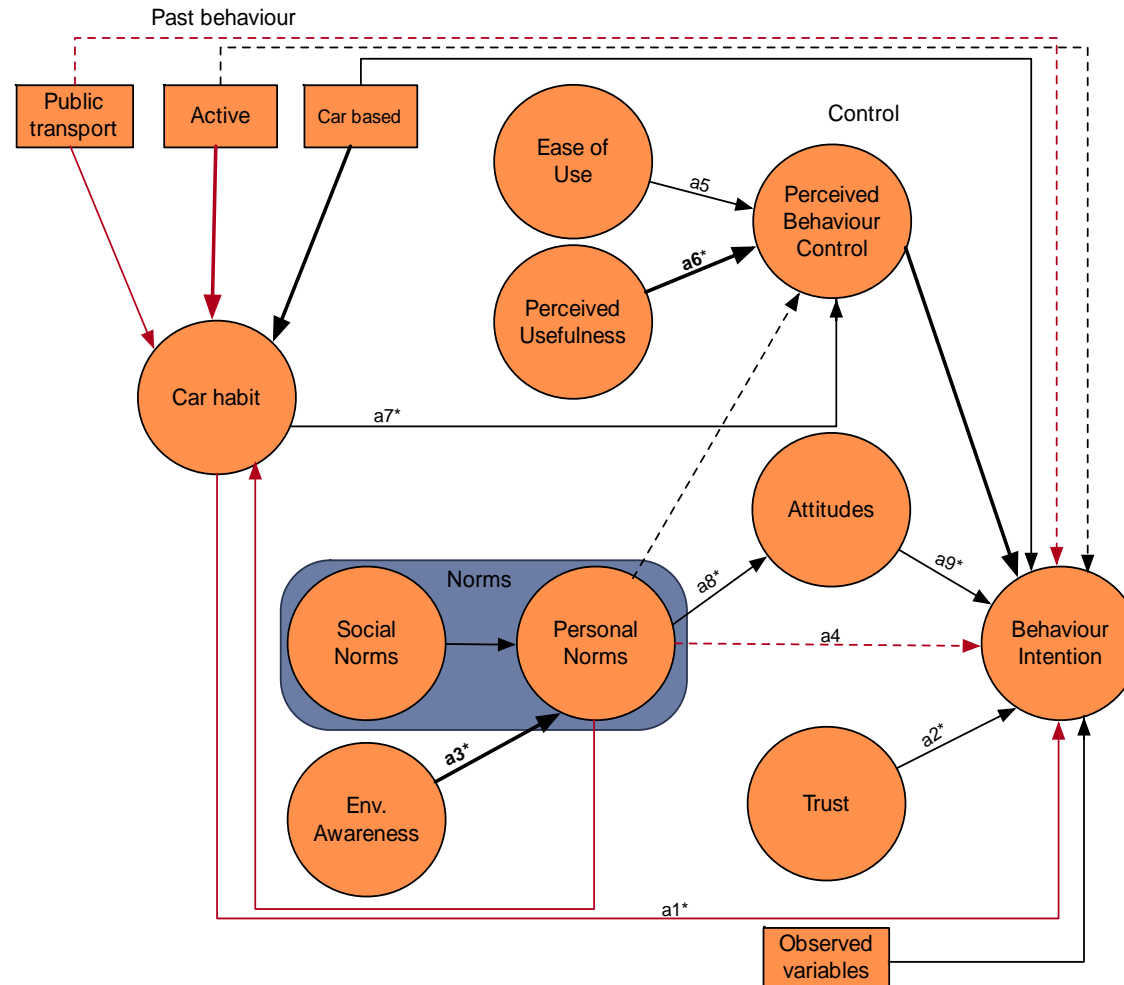 Past behaviour
Public
transport
Active
Car based
Control
Ease of
Use
a5
Perceived
Behaviour
Control
a6*
Perceived
Usefulness
Car habit
a7*
Attitudes
a9*
Norms
a8*
Social
Norms
Personal
Norms
a4
Behaviour
Intention
a3*
a2*
Env.
Awareness
Trust
a1*
Observed
variables